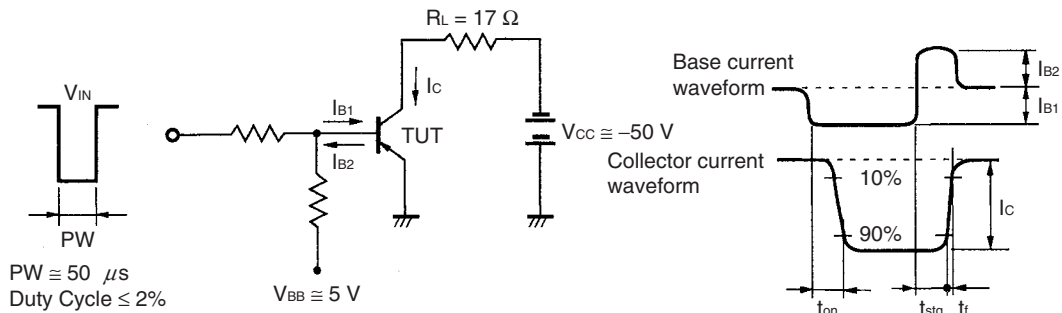 RL = 17 Ω
VIN
IB1
IC
TUT
IB2
VCC ≅ –50 V
PW
PW ≅ 50 μs
Duty Cycle ≤ 2%
VBB ≅ 5 V
Base current
waveform
IB2
IB1
Collector current
waveform
10%
90%
IC
ton
tstg
tf